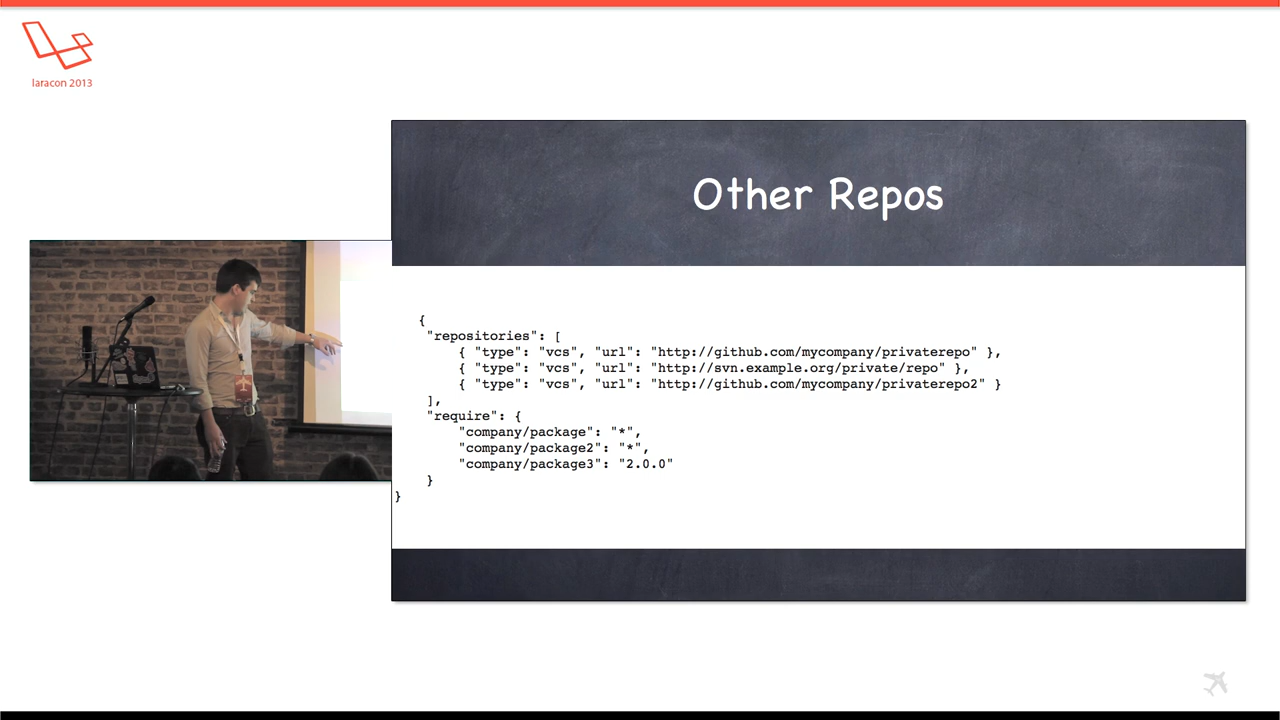 laracon 2013
Other Repos
{
"repositories": [
{ "type": "vcs", "url": "http://github.com/mycompany/privaterepo" },
{ "type": "vcs", "url": "http://svn.example.org/private/repo" },
{ "type": "vcs", "url": "http://github.com/mycompany/privaterepo2" }
],
"require": {
"company/package": "*",
"company/package2": "*",
"company/package3": "2.0.0"
}
}